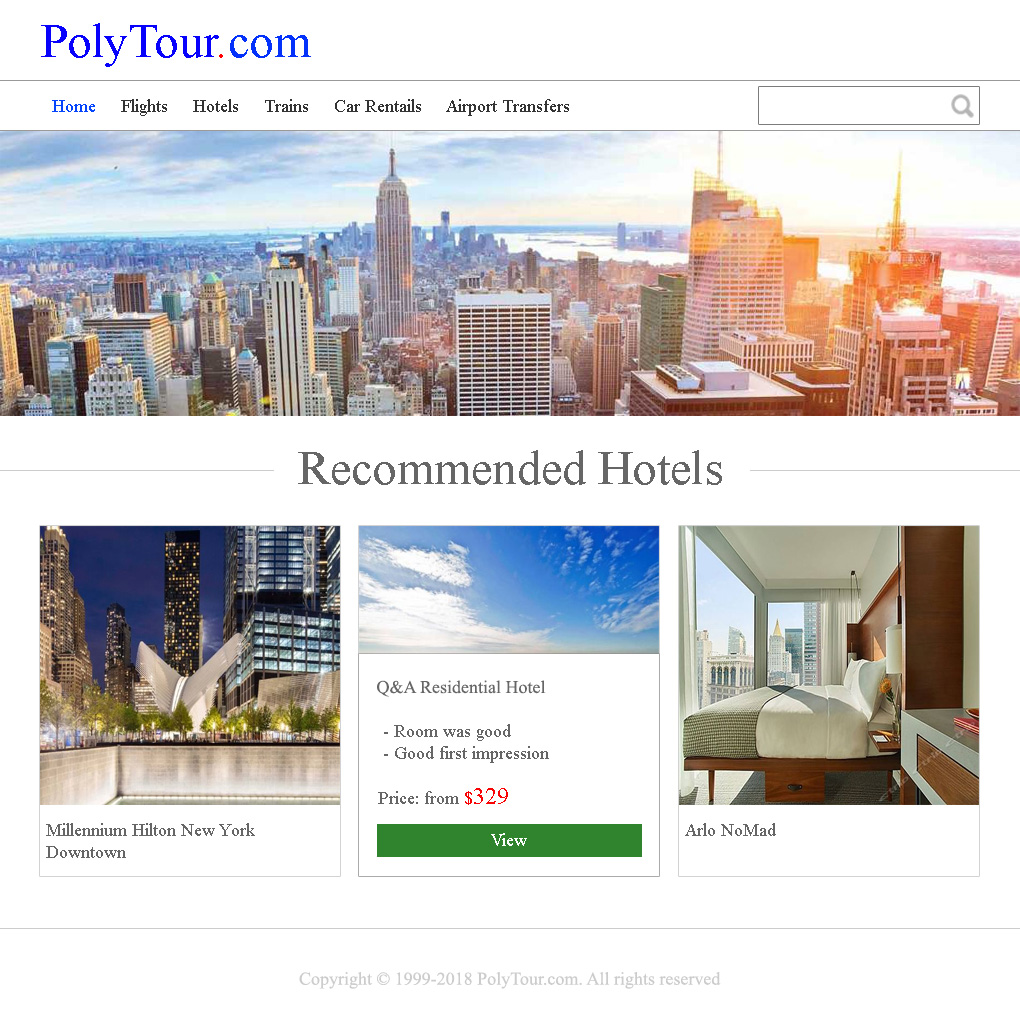 PolyTour.com
Home Flights Hotels Trains Car Rentails Airport Transfers
Recommended Hotels
Q&A Residential Hotel
- Room was good
- Good first impression
Price: from $329
View
Millennium Hilton New York
Downtown
Arlo NoMad
Copyright © 1999-2018 PolyTour.com. All rights reserved